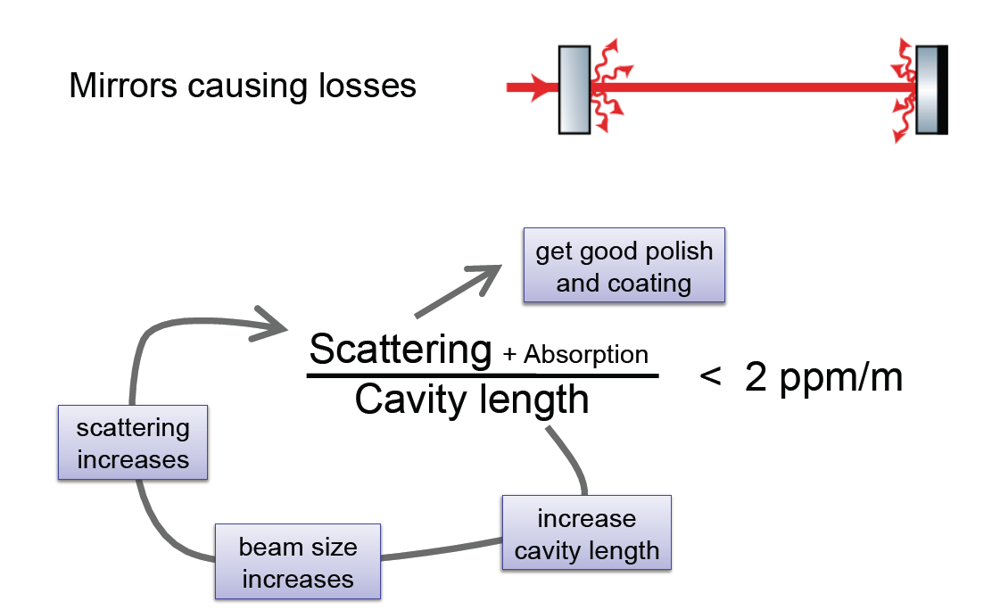 Mirrors causing losses
get good polish
and coating
Scattering + Absorption
Cavity length
< 2 ppm/m
scattering
increases
increase
cavity length
beam size
increases